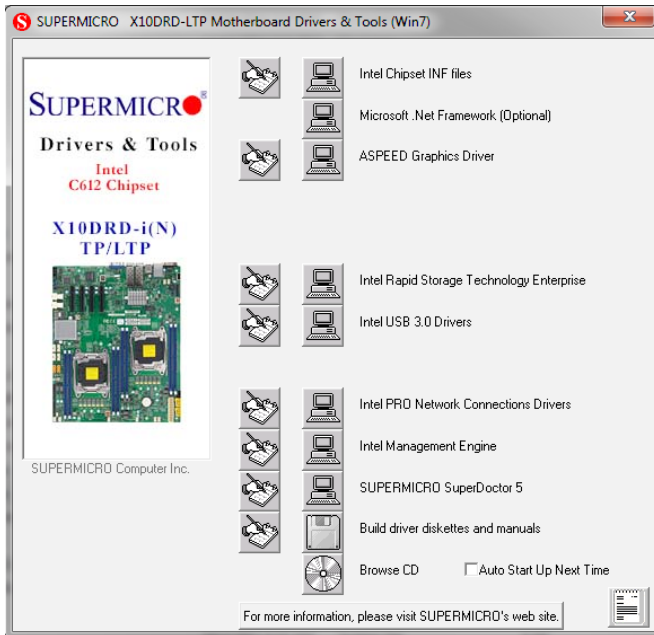 SUPERMICRO X10DRD-LTP Motherboard Drivers & Tools (Win7)
SUPERMICRO®
Drivers & Tools
Intel
C612 Chipset
X10DRD-i(N)
TP/LTP
SUPERMICRO Computer Inc.
Intel Chipset INF files
Microsoft .Net Framework (Optional)
ASPEED Graphics Driver
Intel Rapid Storage Technology Enterprise
Intel USB 3.0 Drivers
Intel PRO Network Connections Drivers
Intel Management Engine
SUPERMICRO SuperDoctor 5
Build driver diskettes and manuals
Browse CD
Auto Start Up Next Time
For more information, please visit SUPERMICRO's web site.